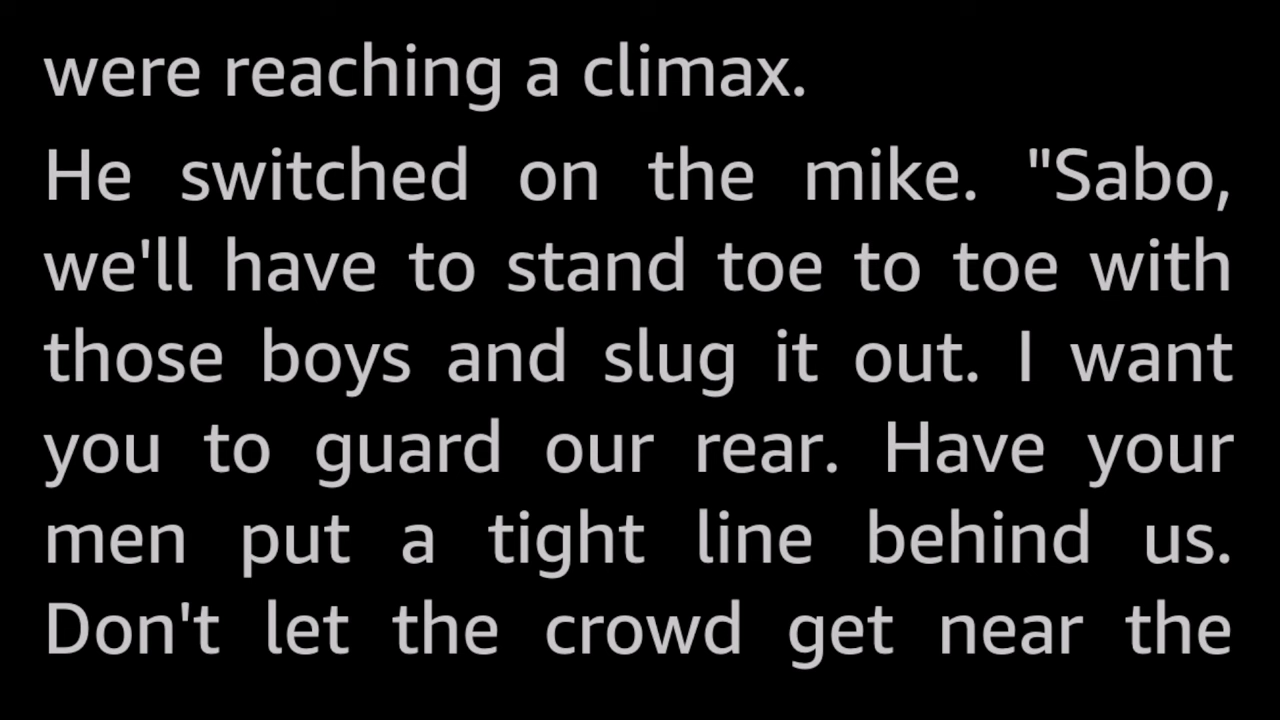 were reaching a climax.
He switched on the mike. "Sabo,
we'll have to stand toe to toe with
those boys and slug it out. I want
you to guard our rear. Have your
men put a tight line behind us.
Don't let the crowd get near the